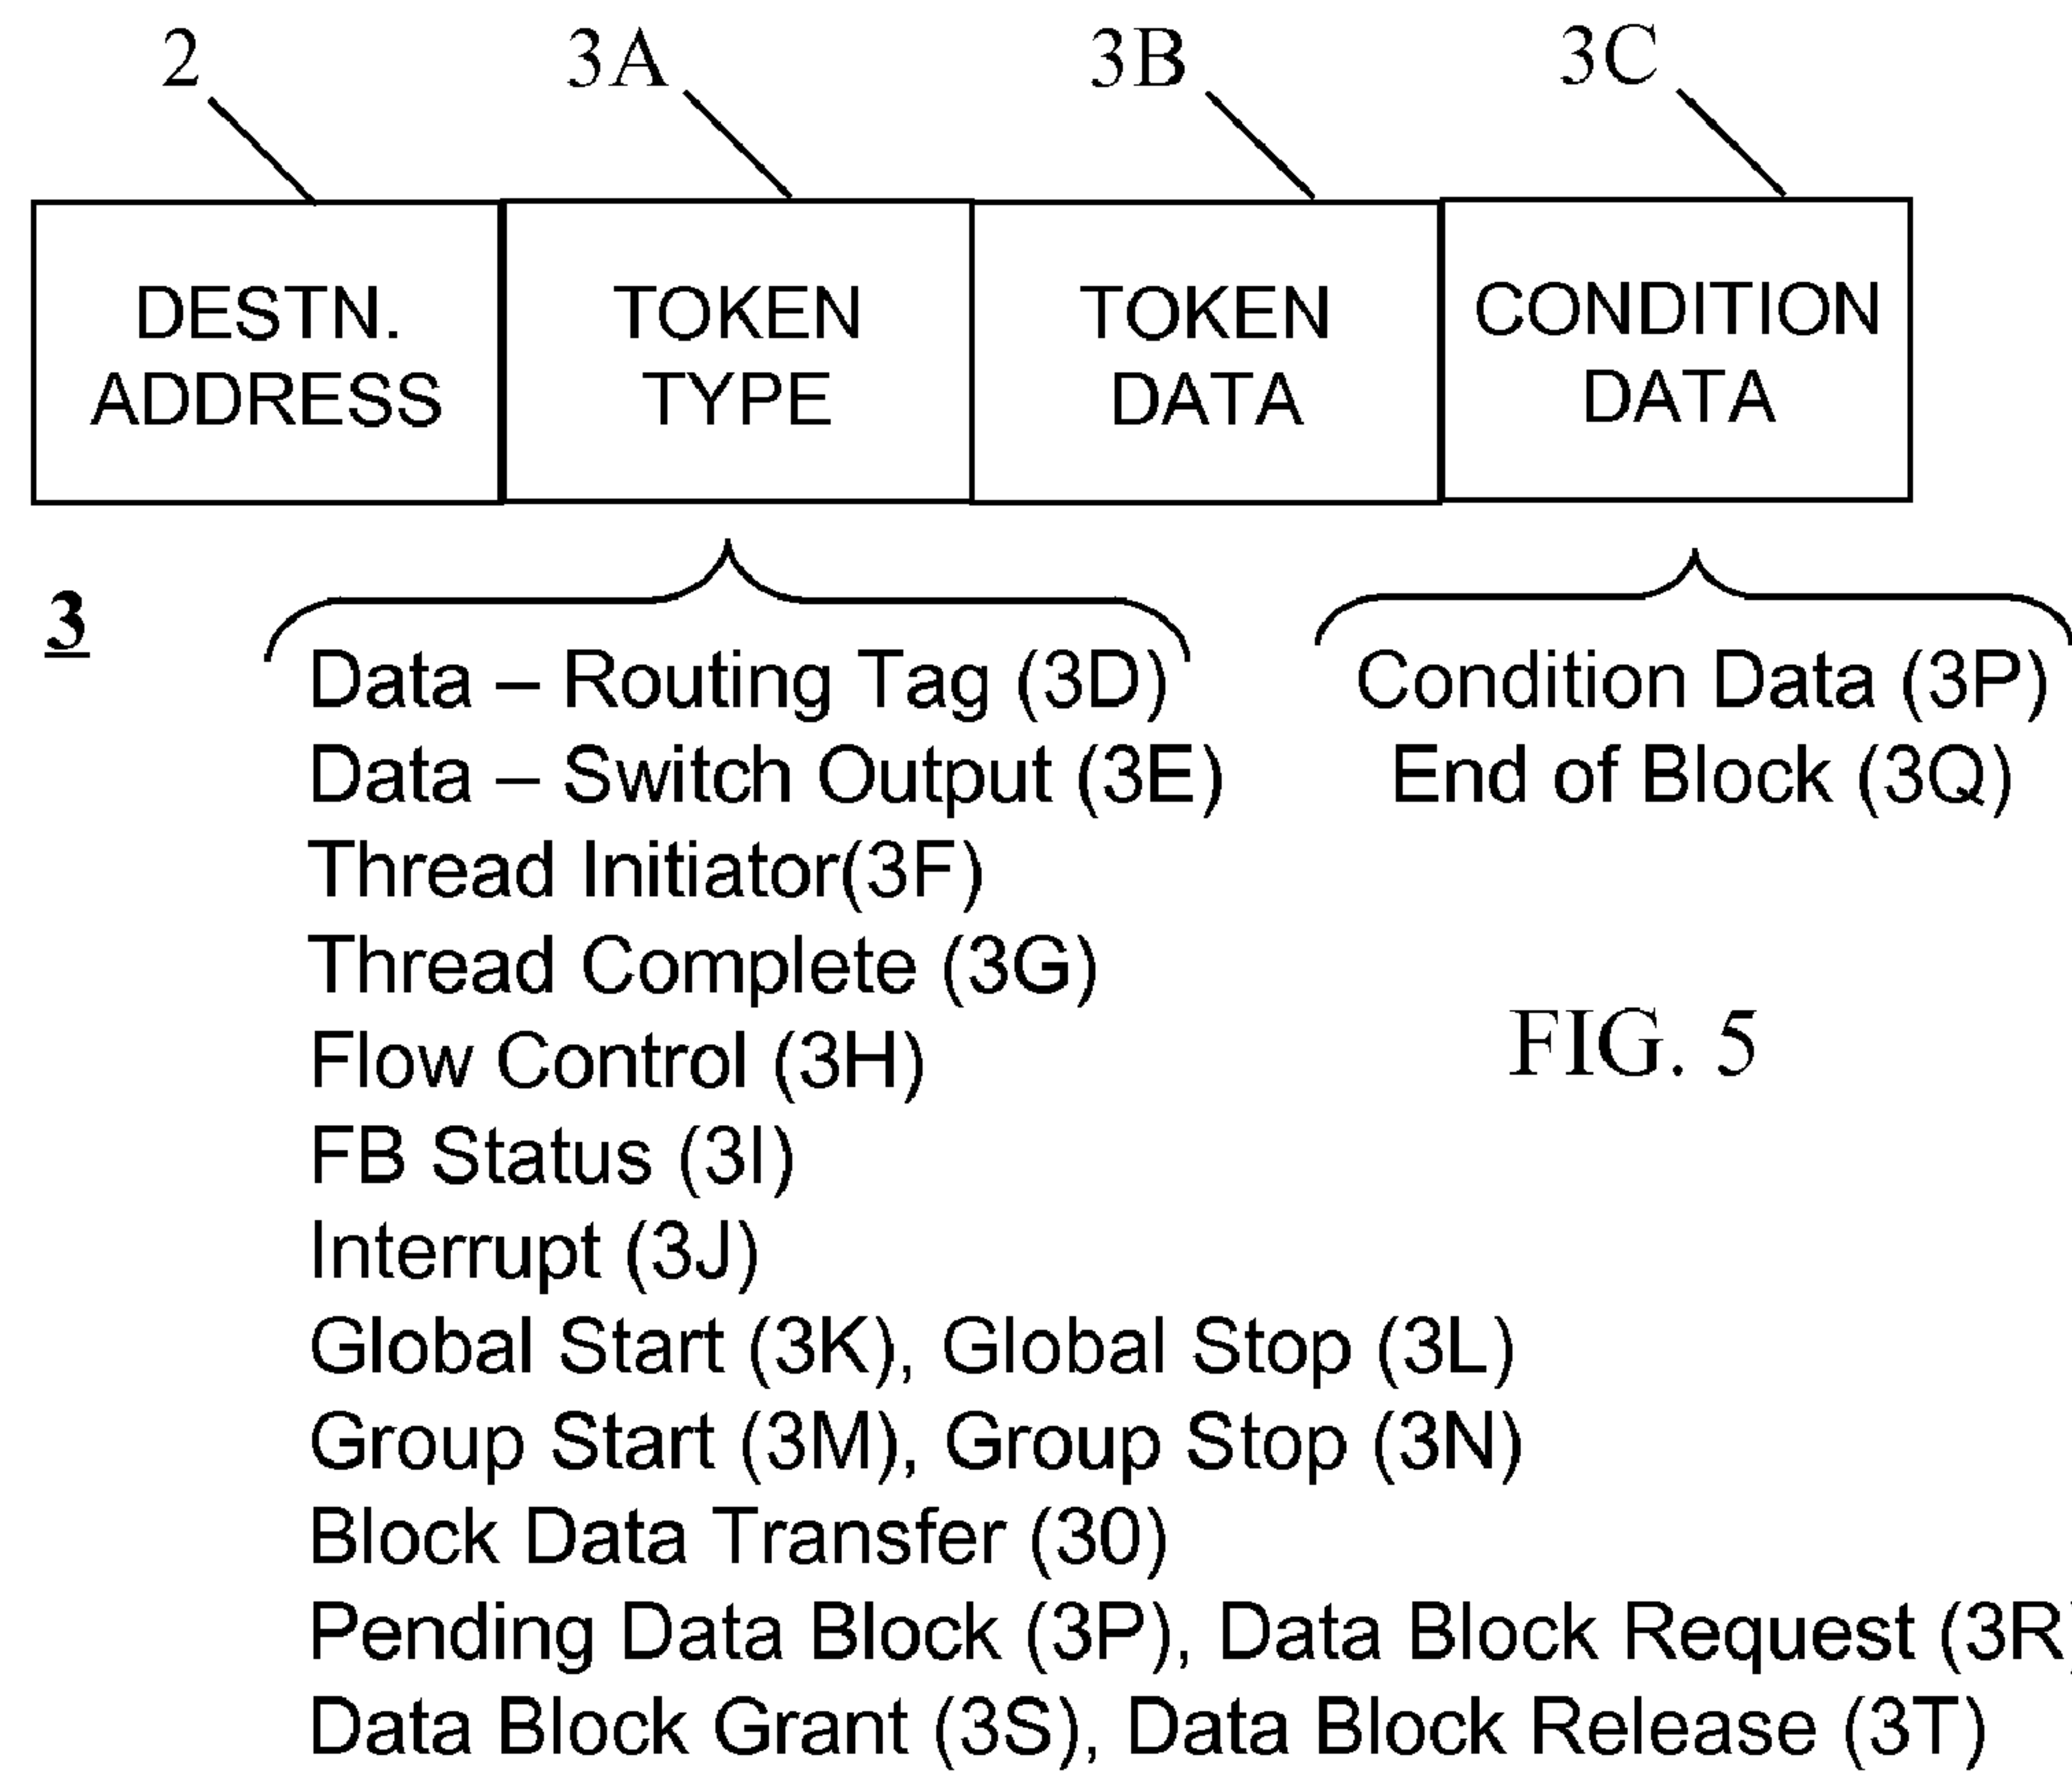 2 3A 3B 3C
DESTN. TOKEN TOKEN CONDITION
ADDRESS TYPE DATA DATA
3
Data – Routing Tag (3D) Condition Data (3P)
Data – Switch Output (3E) End of Block (3Q)
Thread Initiator(3F)
Thread Complete (3G)
Flow Control (3H)
FIG. 5
FB Status (3I)
Interrupt (3J)
Global Start (3K), Global Stop (3L)
Group Start (3M), Group Stop (3N)
Block Data Transfer (30)
Pending Data Block (3P), Data Block Request (3R)
Data Block Grant (3S), Data Block Release (3T)